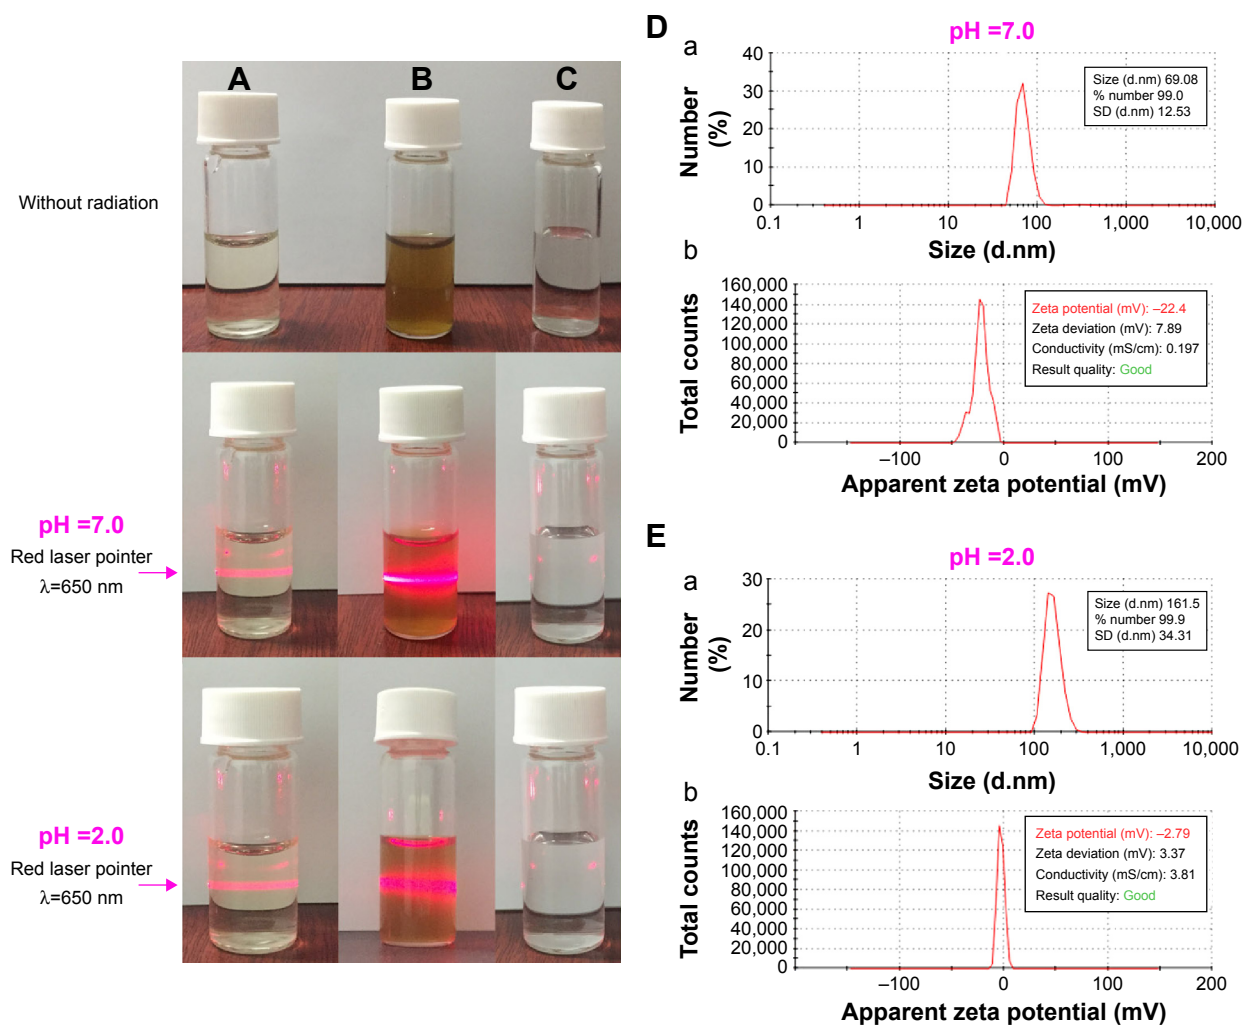 A
B
C
Without radiation
pH =7.0
Red laser pointer
λ=650 nm
pH =2.0
Red laser pointer
λ=650 nm
D
pH =7.0
a
Number
(%)
40
30
20
10
0
0.1
1
10
100
1,000
10,000
Size (d.nm)
Size (d.nm) 69.08
% number 99.0
SD (d.nm) 12.53
b
Total counts
160,000
140,000
120,000
100,000
80,000
60,000
40,000
20,000
0
–100
0
100
200
Apparent zeta potential (mV)
Zeta potential (mV): –22.4
Zeta deviation (mV): 7.89
Conductivity (mS/cm): 0.197
Result quality: Good
E
pH =2.0
a
Number
(%)
30
20
10
0
0.1
1
10
100
1,000
10,000
Size (d.nm)
Size (d.nm) 161.5
% number 99.9
SD (d.nm) 34.31
b
Total counts
160,000
140,000
120,000
100,000
80,000
60,000
40,000
20,000
0
–100
0
100
200
Apparent zeta potential (mV)
Zeta potential (mV): –2.79
Zeta deviation (mV): 3.37
Conductivity (mS/cm): 3.81
Result quality: Good